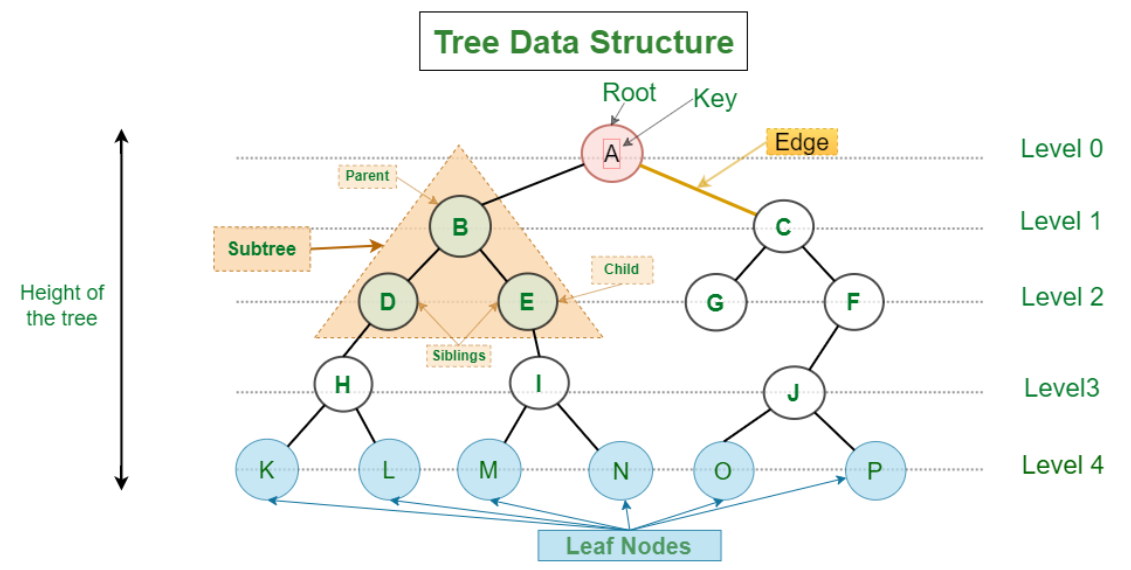 Tree Data Structure
Root
Key
A
Edge
Level 0
Parent
B
C
Level 1
Subtree
Child
Height of
the tree
D
E
G
F
Level 2
Siblings
H
I
J
Level3
K
L
M
N
O
P
Level 4
Leaf Nodes